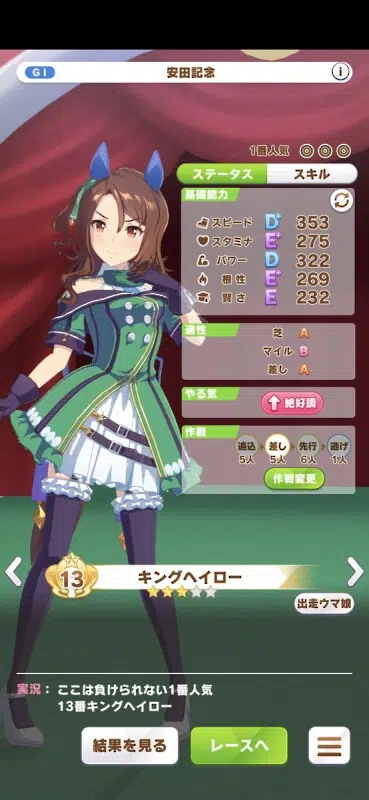 GI
安田記念
i
1番人気 ◎◎◎
ステータス スキル
基礎能力
スピード D+ 353
スタミナ E+ 275
パワー D 322
根性 E+ 269
賢さ E 232
適性
芝 A
マイル B
差し A
やる気
絶好調
作戦
追込 差し 先行 逃げ
5人 5人 6人 1人
作戦変更
13 キングヘイロー
出走ウマ娘
実況: ここは負けられない1番人気
13番キングヘイロー
結果を見る レースへ